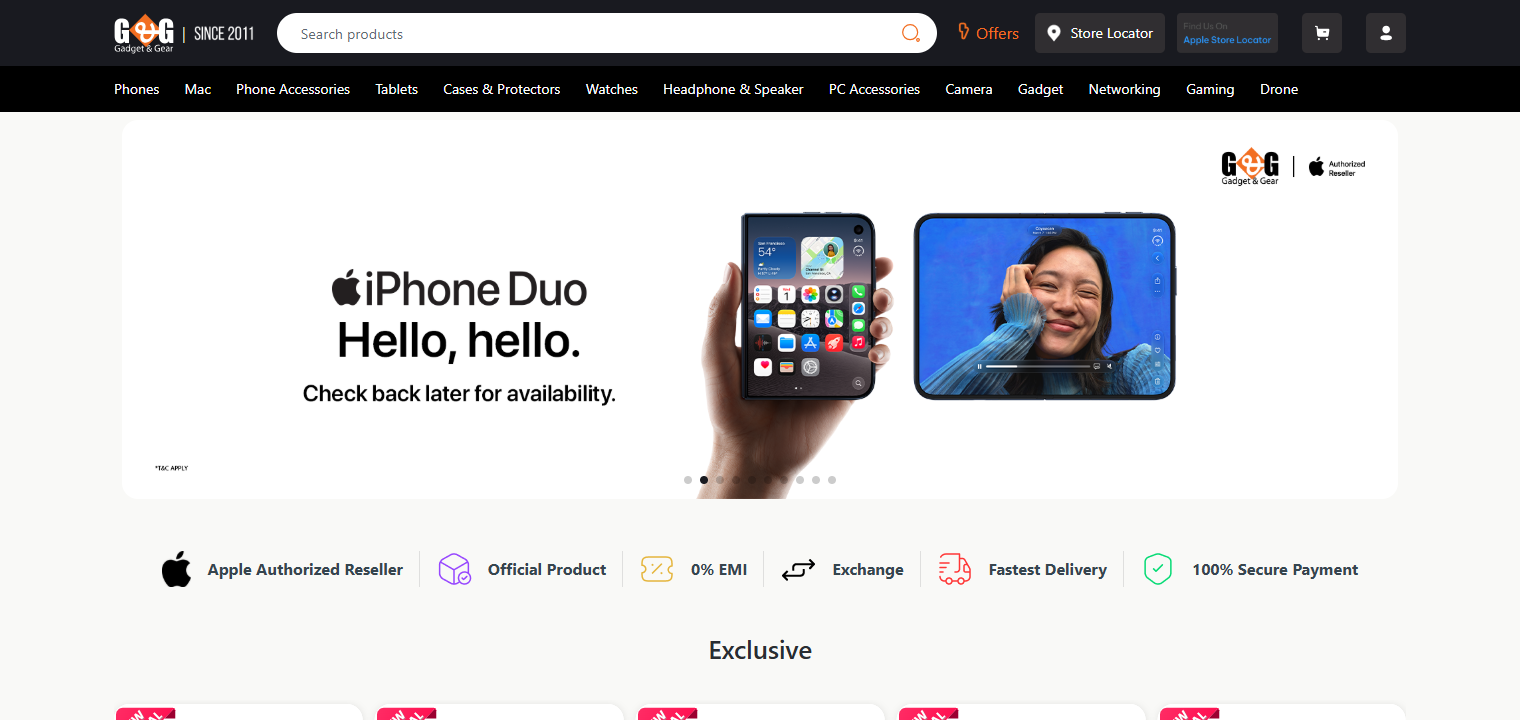 G&G
Gadget & Gear
SINCE 2011
Search products
Offers
Store Locator
Find Us On
Apple Store Locator
Phones
Mac
Phone Accessories
Tablets
Cases & Protectors
Watches
Headphone & Speaker
PC Accessories
Camera
Gadget
Networking
Gaming
Drone
G&G
Gadget & Gear
Authorized
Reseller
iPhone Duo
Hello, hello.
Check back later for availability.
54°
*T&C APPLY
Apple Authorized Reseller
Official Product
0% EMI
Exchange
Fastest Delivery
100% Secure Payment
Exclusive